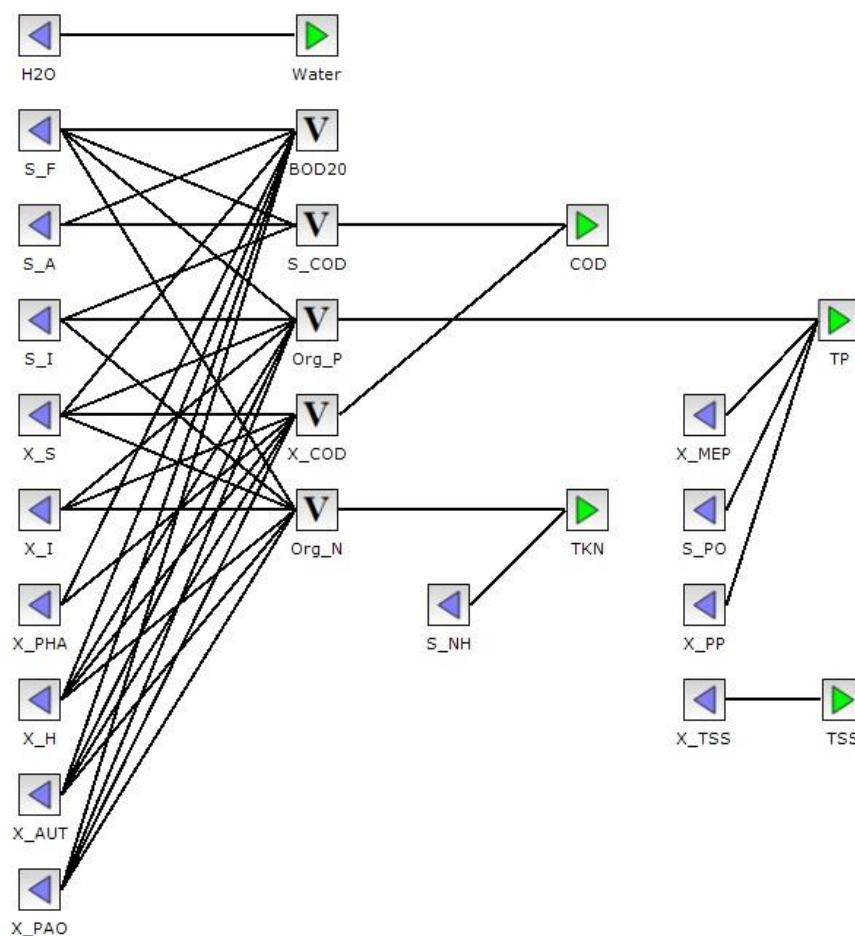 H2O
Water
V
S_F
BOD20
V
S_A
S_COD
COD
V
S_I
Org_P
TP
V
X_S
X_COD
X_MEP
V
X_I
Org_N
TKN
S_PO
X_PHA
S_NH
X_PP
X_H
X_TSS
TSS
X_AUT
X_PAO